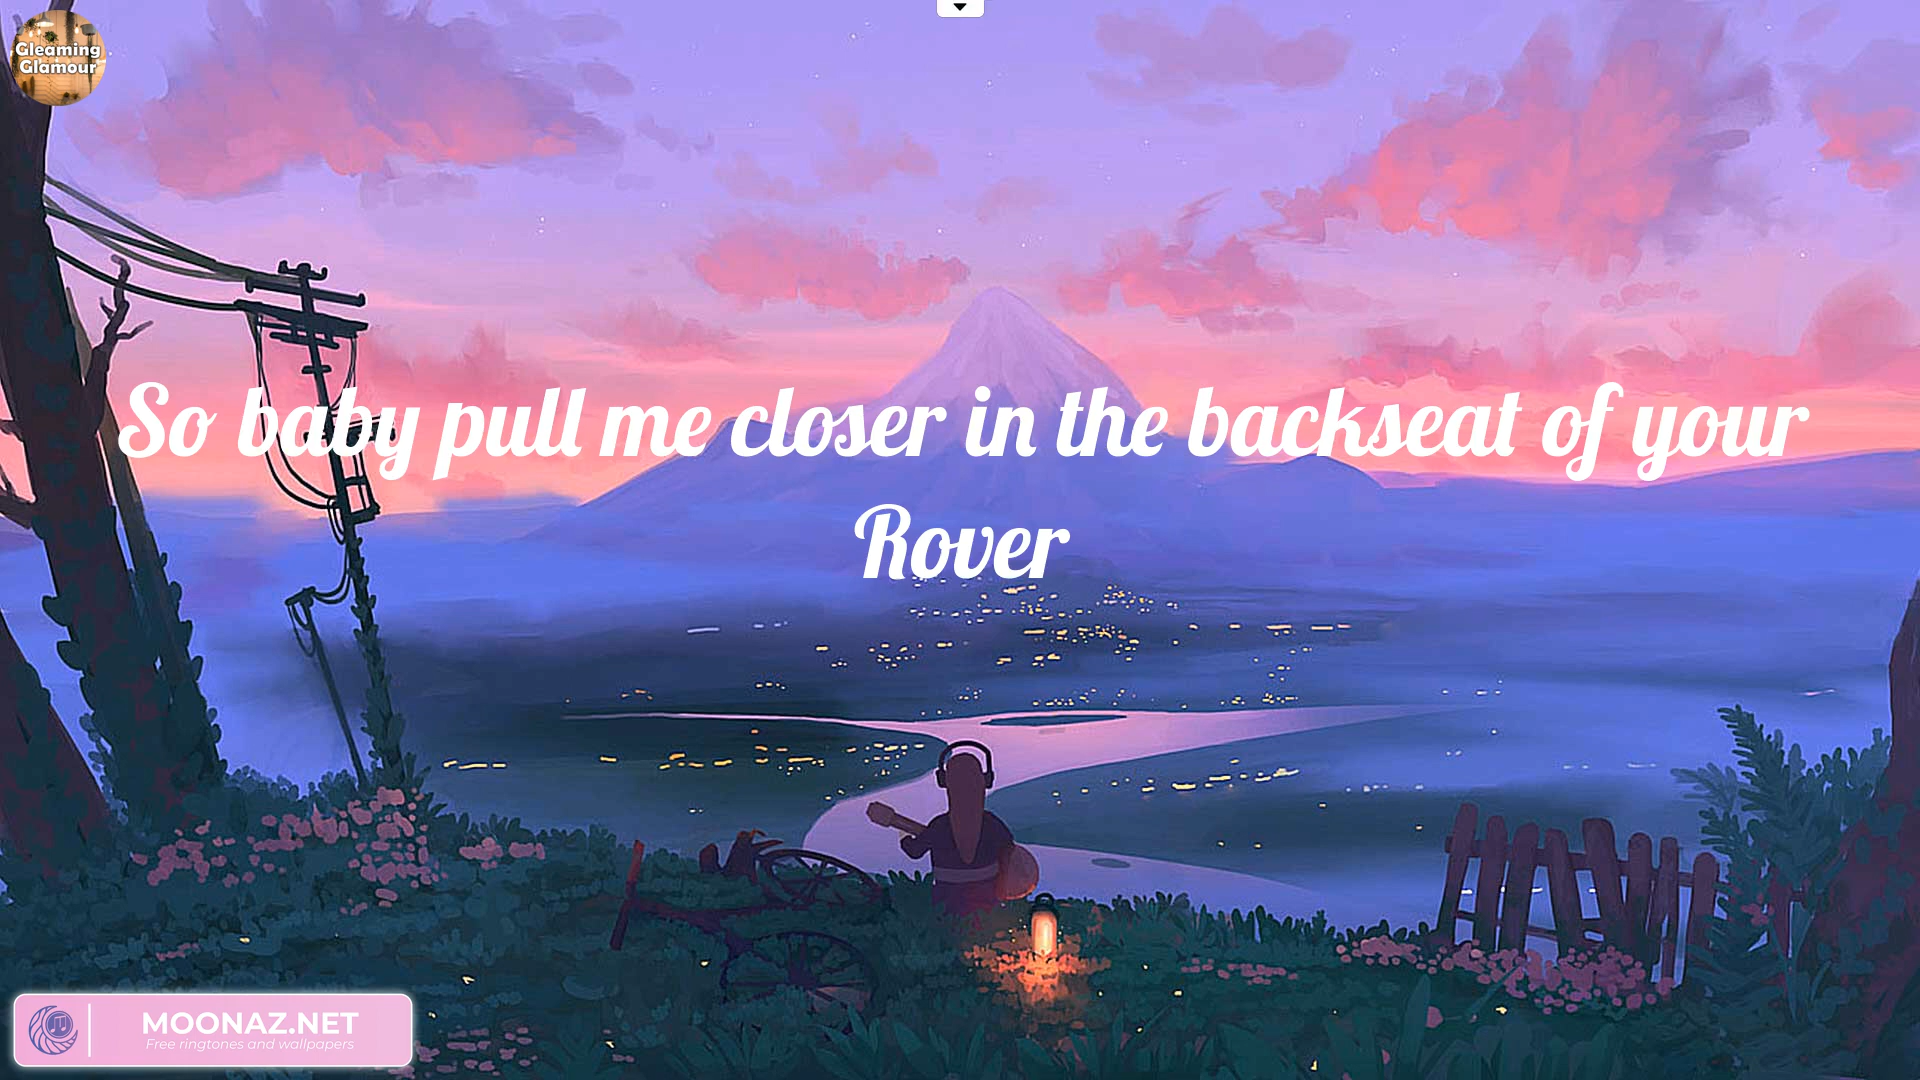 Gleaming
Glamour
So baby pull me closer in the backseat of your
Rover
MOONAZ.NET
Free ringtones and wallpapers